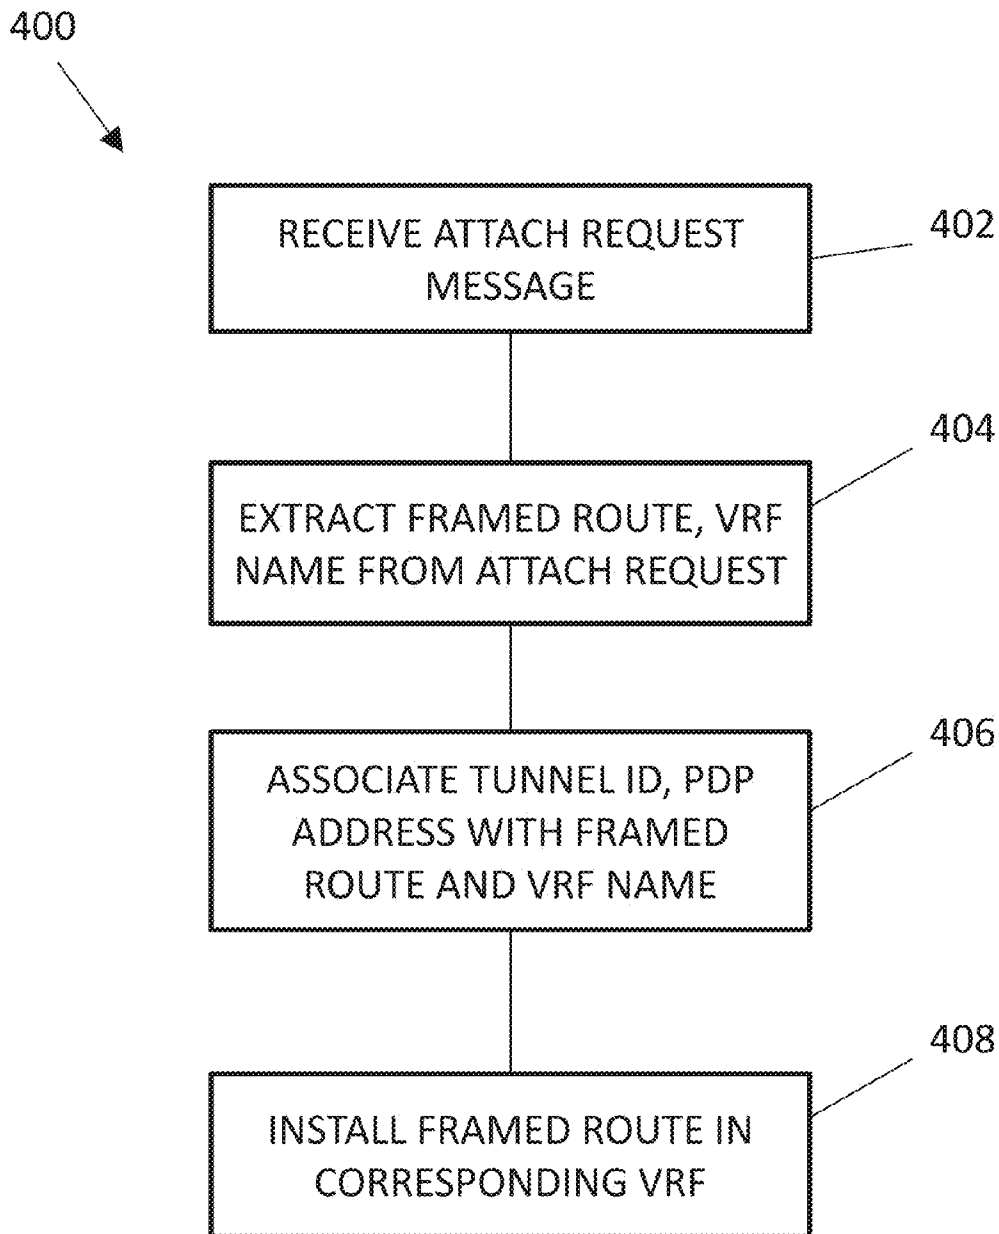 400
RECEIVE ATTACH REQUEST
MESSAGE
402
EXTRACT FRAMED ROUTE, VRF
NAME FROM ATTACH REQUEST
404
ASSOCIATE TUNNEL ID, PDP
ADDRESS WITH FRAMED
ROUTE AND VRF NAME
406
INSTALL FRAMED ROUTE IN
CORRESPONDING VRF
408